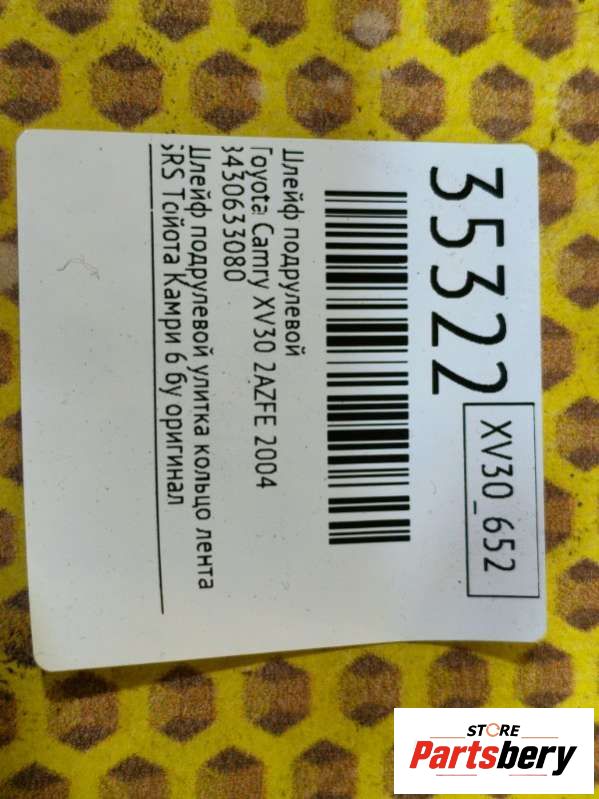 35322
XV30_652
Шлейф подрулевой
Toyota Camry XV30 2AZFE 2004
8430633080
Шлейф подрулевой улитка кольцо лента
SRS Тойота Камри 6 бу оригинал
STORE
Partsbery